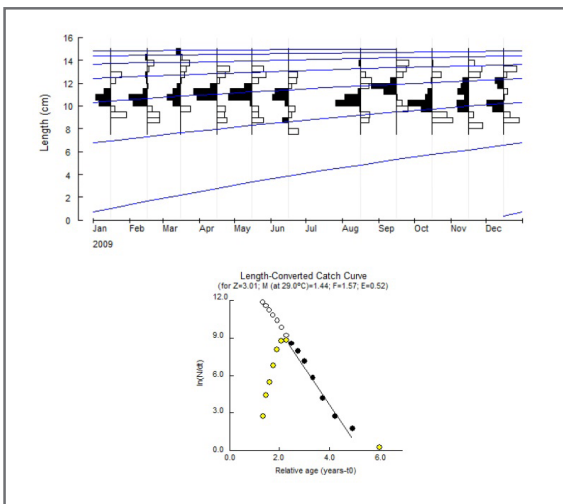 16
14
12
10
8
6
4
2
0
Length (cm)
Jan Feb Mar Apr May Jun Jul Aug Sep Oct Nov Dec
2009
Length-Converted Catch Curve
(for Z=3.01; M (at 29.0ºC)=1.44; F=1.57; E=0.52)
12.0
9.0
6.0
3.0
0.0
ln(N/dt)
0.0 2.0 4.0 6.0
Relative age (years-t0)